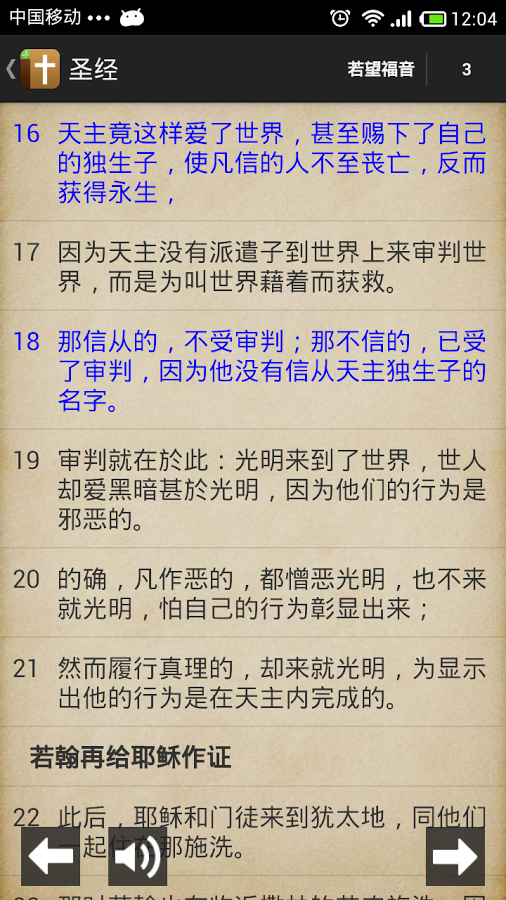 中国移动 ••• 12:04
圣经 若望福音 3
16 天主竟这样爱了世界，甚至赐下了自己
的独生子，使凡信的人不至丧亡，反而
获得永生，
17 因为天主没有派遣子到世界上来审判世
界，而是为叫世界藉着而获救。
18 那信从的，不受审判；那不信的，已受
了审判，因为他没有信从天主独生子的
名字。
19 审判就在於此：光明来到了世界，世人
却爱黑暗甚於光明，因为他们的行为是
邪恶的。
20 的确，凡作恶的，都憎恶光明，也不来
就光明，怕自己的行为彰显出来；
21 然而履行真理的，却来就光明，为显示
出他的行为是在天主内完成的。
若翰再给耶稣作证
22 此后，耶稣和门徒来到犹太地，同他们
一起住那施洗。